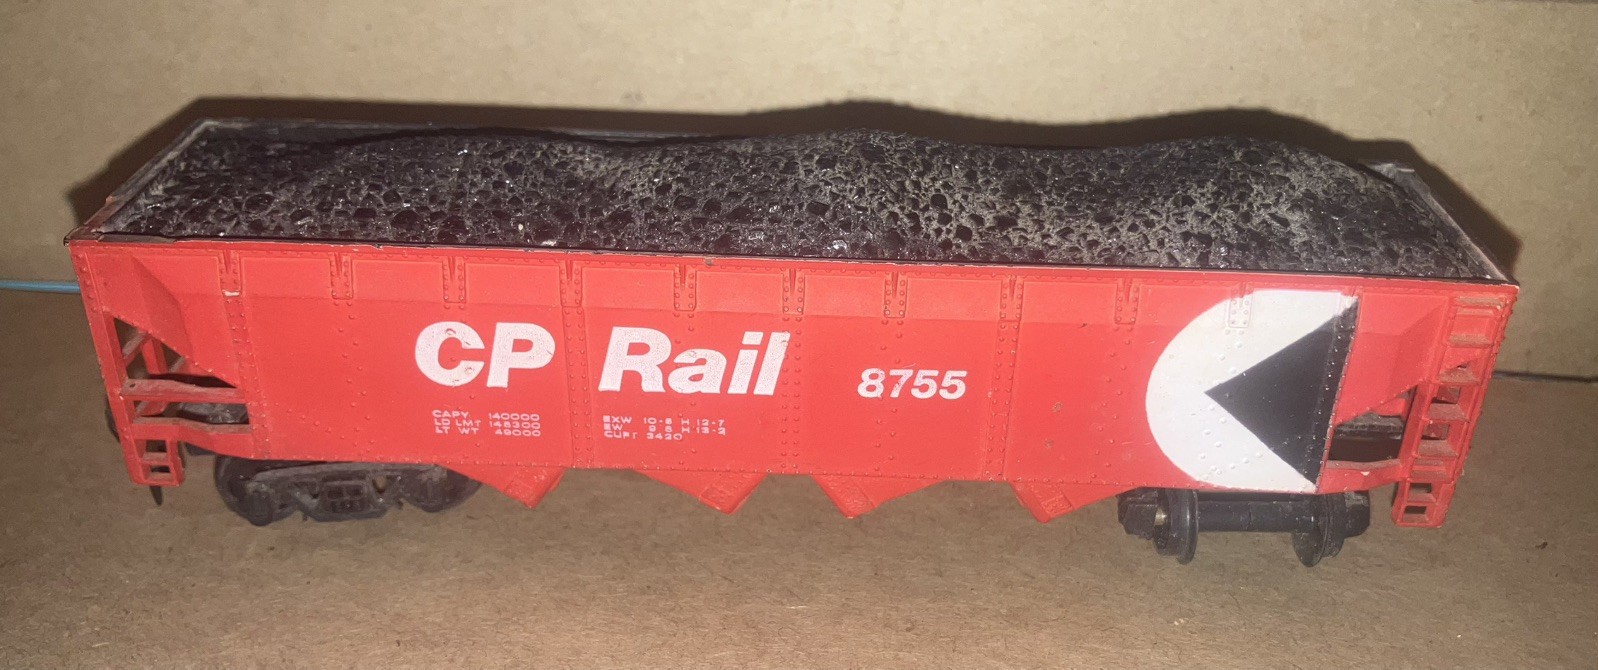 CP Rail
8755
CAPY 140000
LD LMT 148300
LT WT 49000
EXW 10-8 H 12-7
EW 9 8 H 12-2
CUFT 3420